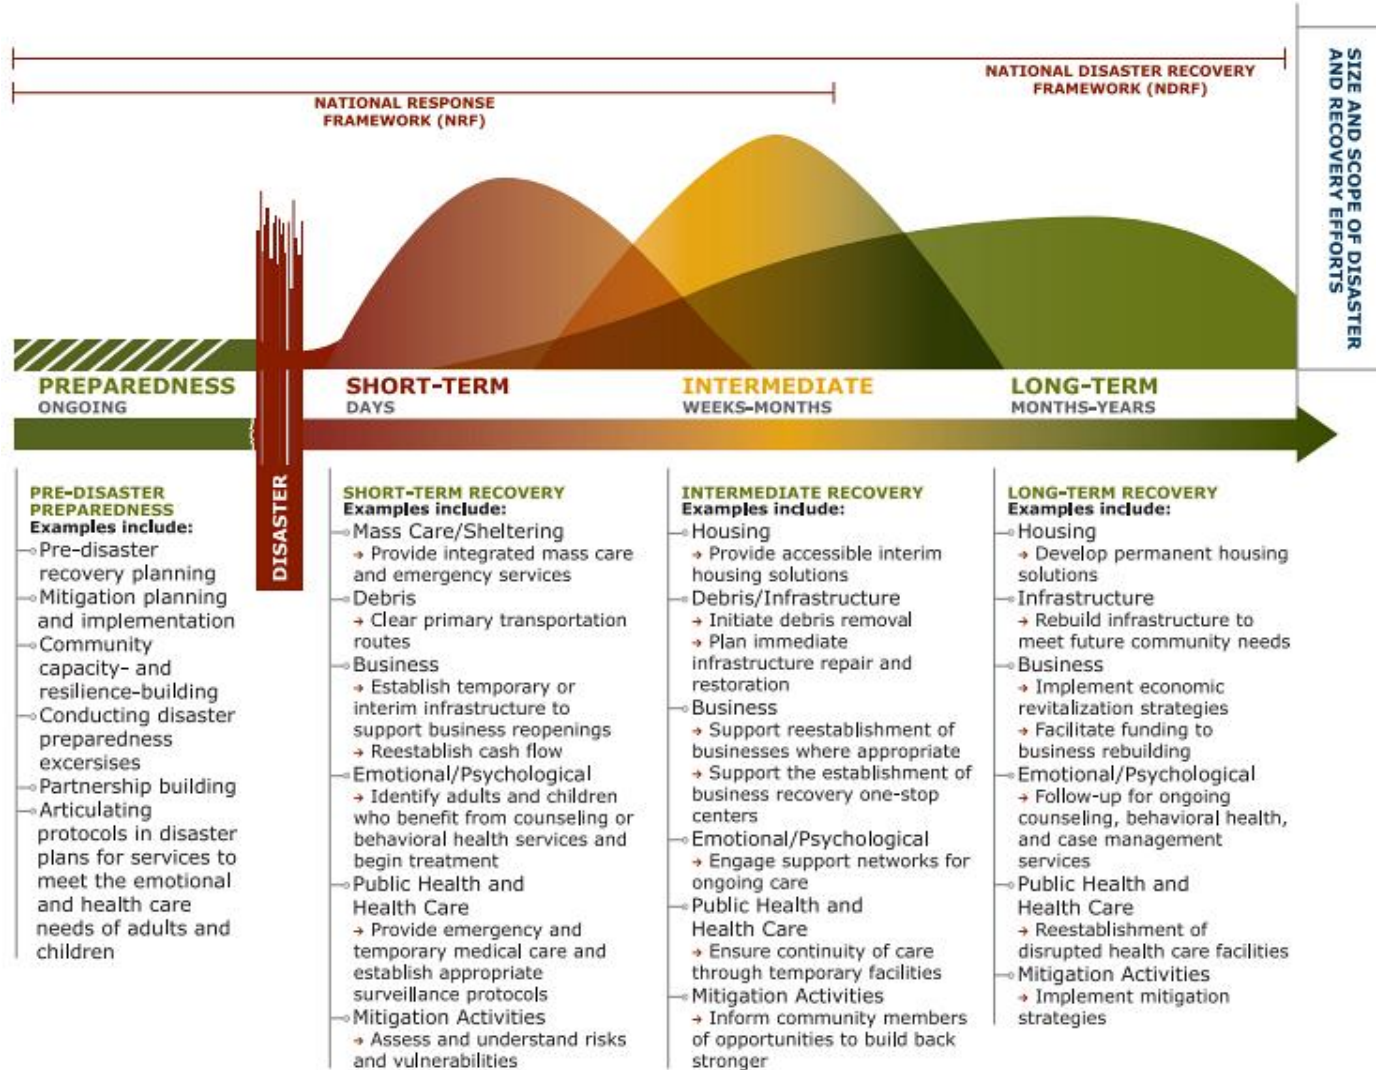 NATIONAL DISASTER RECOVERY
FRAMEWORK (NDRF)
NATIONAL RESPONSE
FRAMEWORK (NRF)
SIZE AND SCOPE OF DISASTER
AND RECOVERY EFFORTS
PREPAREDNESS
ONGOING
SHORT-TERM
DAYS
INTERMEDIATE
WEEKS-MONTHS
LONG-TERM
MONTHS-YEARS
DISASTER
PRE-DISASTER
PREPAREDNESS
Examples include:
Pre-disaster
recovery planning
Mitigation planning
and implementation
Community
capacity- and
resilience-building
Conducting disaster
preparedness
excersises
Partnership building
Articulating
protocols in disaster
plans for services to
meet the emotional
and health care
needs of adults and
children
SHORT-TERM RECOVERY
Examples include:
Mass Care/Sheltering
→ Provide integrated mass care
and emergency services
Debris
→ Clear primary transportation
routes
Business
→ Establish temporary or
interim infrastructure to
support business reopenings
→ Reestablish cash flow
Emotional/Psychological
→ Identify adults and children
who benefit from counseling or
behavioral health services and
begin treatment
Public Health and
Health Care
→ Provide emergency and
temporary medical care and
establish appropriate
surveillance protocols
Mitigation Activities
→ Assess and understand risks
and vulnerabilities
INTERMEDIATE RECOVERY
Examples include:
Housing
→ Provide accessible interim
housing solutions
Debris/Infrastructure
→ Initiate debris removal
→ Plan immediate
infrastructure repair and
restoration
Business
→ Support reestablishment of
businesses where appropriate
→ Support the establishment of
business recovery one-stop
centers
Emotional/Psychological
→ Engage support networks for
ongoing care
Public Health and
Health Care
→ Ensure continuity of care
through temporary facilities
Mitigation Activities
→ Inform community members
of opportunities to build back
stronger
LONG-TERM RECOVERY
Examples include:
Housing
→ Develop permanent housing
solutions
Infrastructure
→ Rebuild infrastructure to
meet future community needs
Business
→ Implement economic
revitalization strategies
→ Facilitate funding to
business rebuilding
Emotional/Psychological
→ Follow-up for ongoing
counseling, behavioral health,
and case management
services
Public Health and
Health Care
→ Reestablishment of
disrupted health care facilities
Mitigation Activities
→ Implement mitigation
strategies